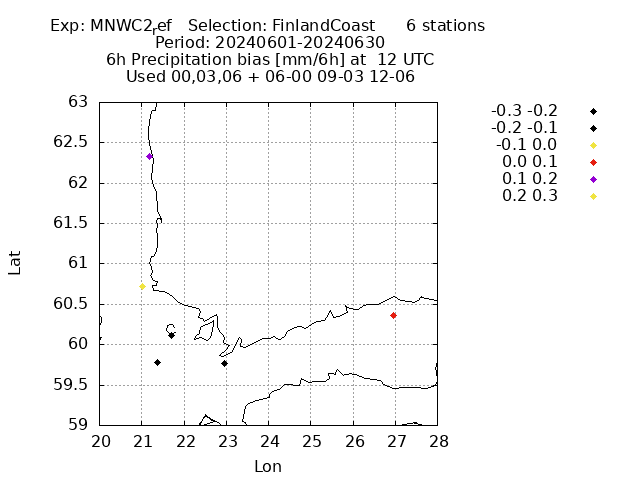 Exp: MNWC2ref Selection: FinlandCoast 6 stations
Period: 20240601-20240630
6h Precipitation bias [mm/6h] at 12 UTC
Used 00,03,06 + 06-00 09-03 12-06
-0.3 -0.2
-0.2 -0.1
-0.1 0.0
0.0 0.1
0.1 0.2
0.2 0.3
63
62.5
62
61.5
61
60.5
60
59.5
59
Lat
20 21 22 23 24 25 26 27 28
Lon